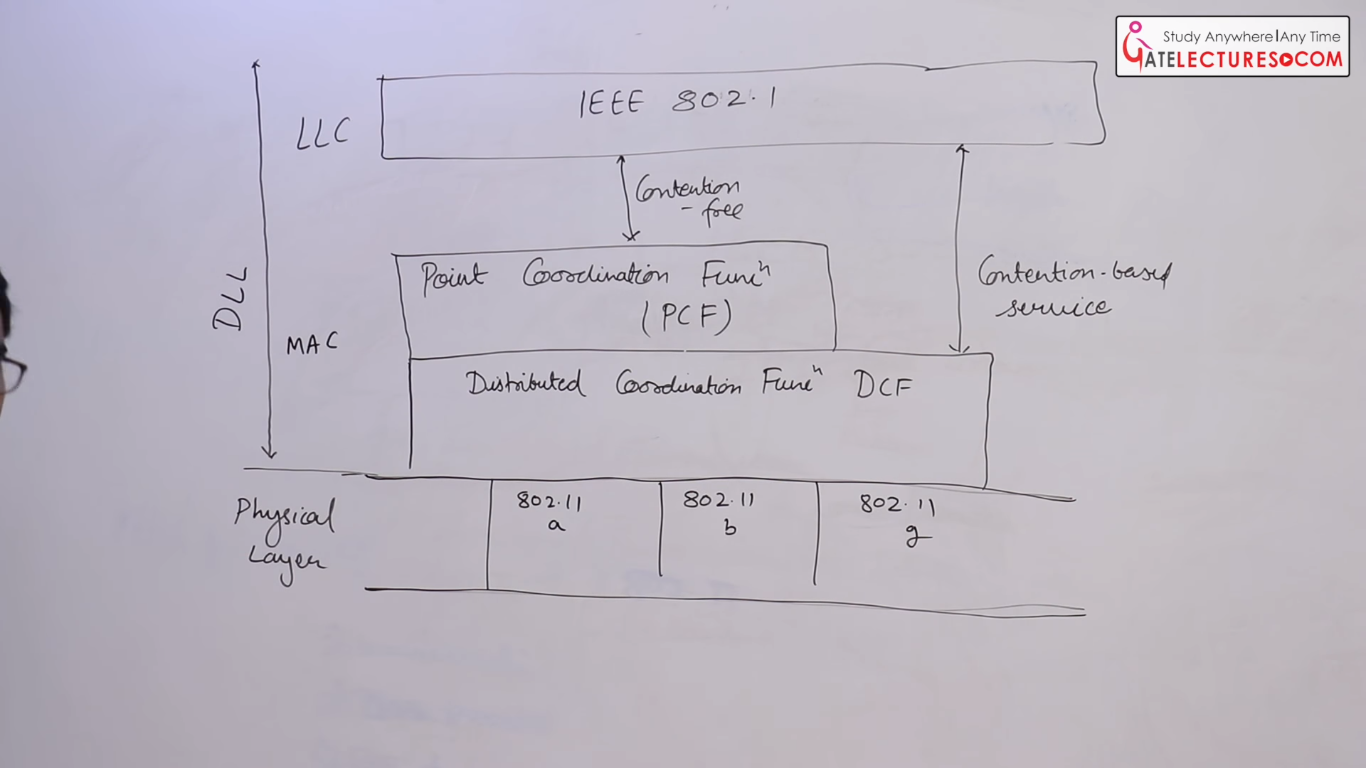 Study Anywhere|Any Time
GATELECTURES.COM
IEEE 802.1
LLC
Contention
- free
Point Coordination Funcⁿ
(PCF)
Contention-based
service
DLL
MAC
Distributed Coordination Funcⁿ DCF
Physical
Layer
802.11
a
802.11
b
802.11
g